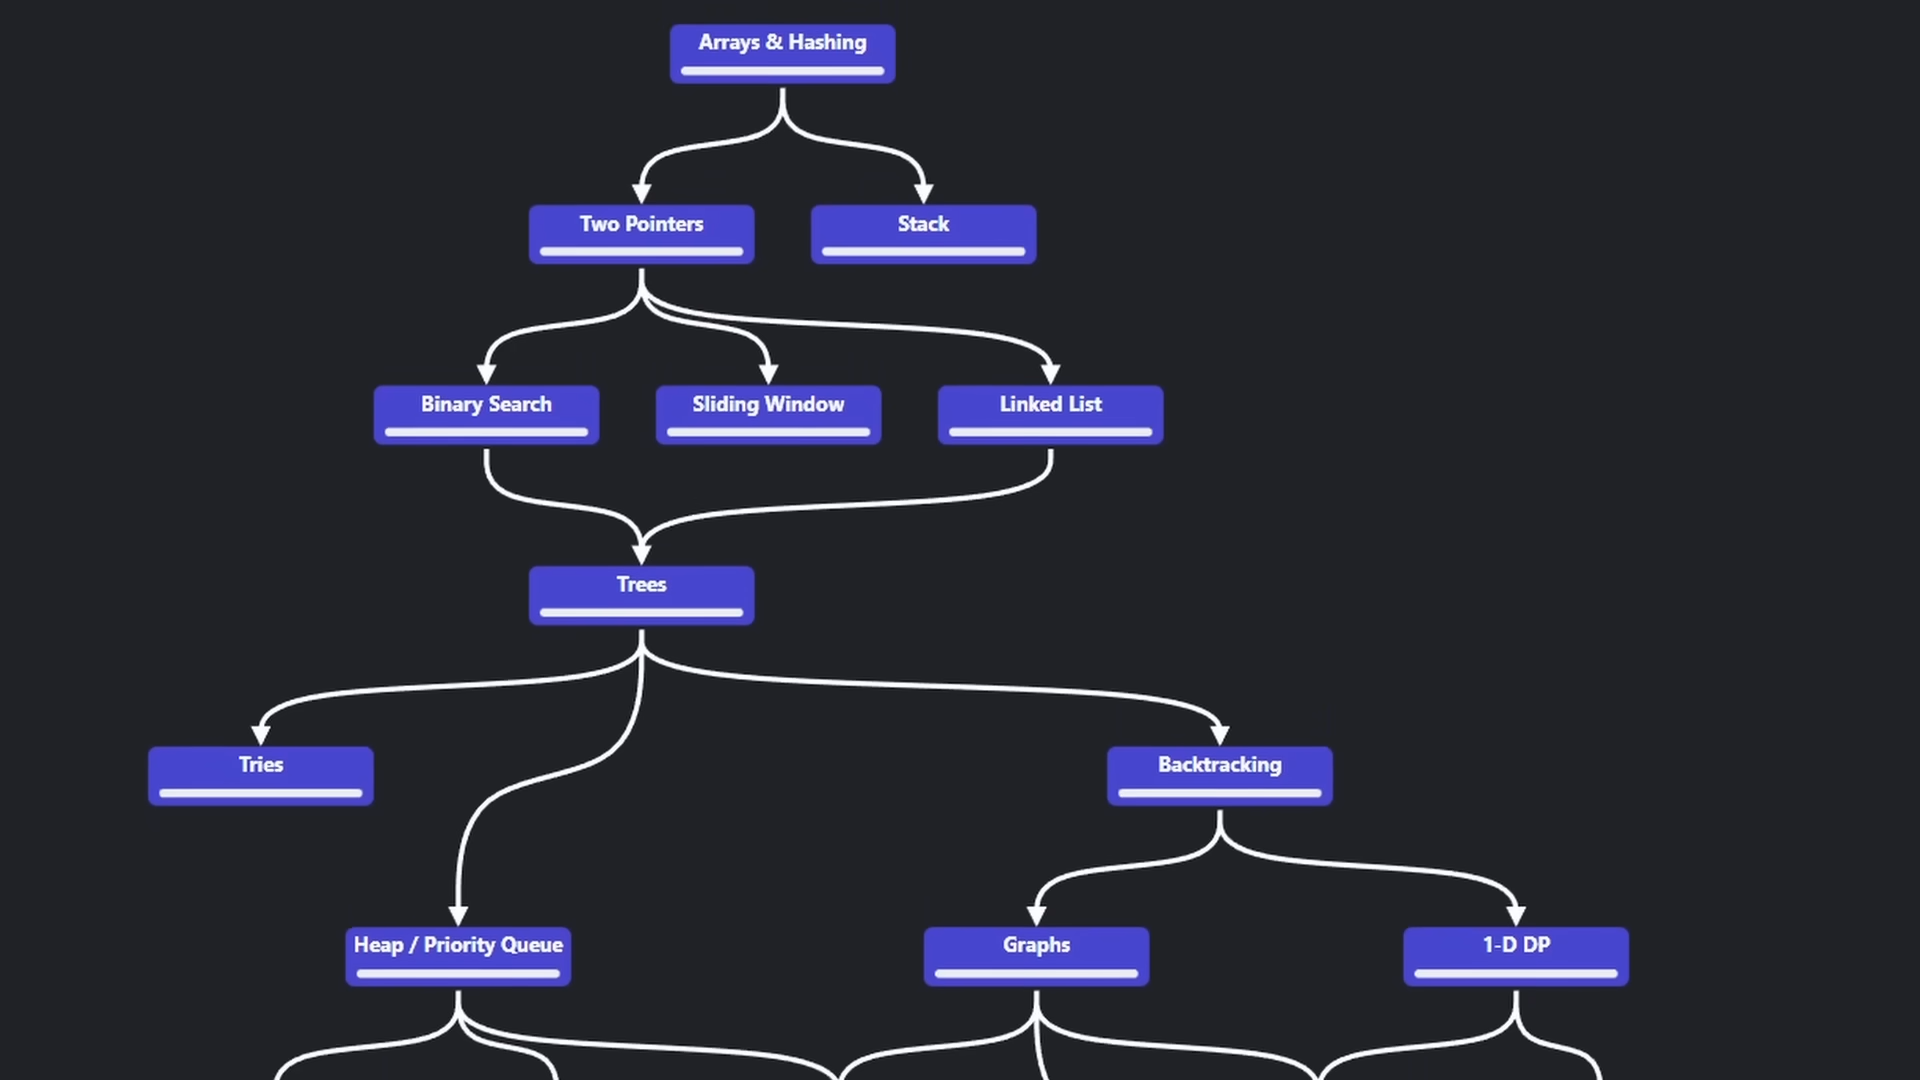 Arrays & Hashing
Two Pointers
Stack
Binary Search
Sliding Window
Linked List
Trees
Tries
Backtracking
Heap / Priority Queue
Graphs
1-D DP